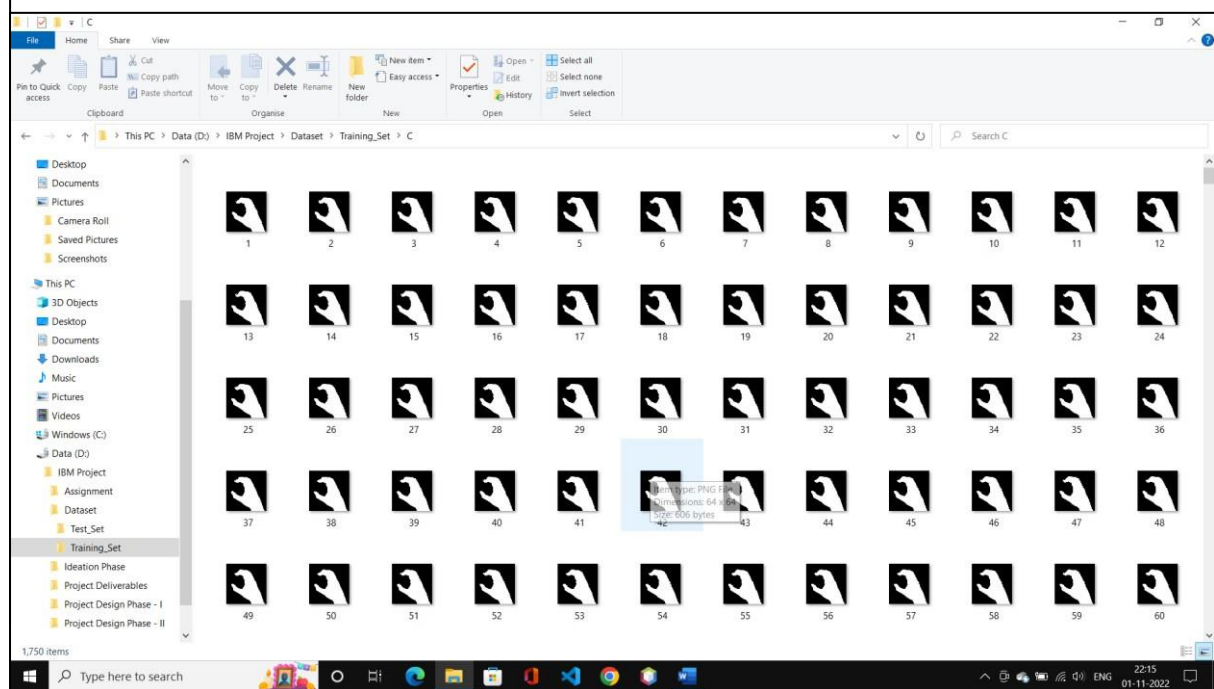 C
File Home Share View
Pin to Quick access
Copy
Paste
Cut
Copy path
Paste shortcut
Clipboard
Move to
Copy to
Delete
Rename
Organise
New folder
New item
Easy access
New
Properties
Open
Edit
History
Open
Select all
Select none
Invert selection
Select
This PC > Data (D:) > IBM Project > Dataset > Training_Set > C
Search C
Desktop
Documents
Pictures
Camera Roll
Saved Pictures
Screenshots
This PC
3D Objects
Desktop
Documents
Downloads
Music
Pictures
Videos
Windows (C:)
Data (D:)
IBM Project
Assignment
Dataset
Test_Set
Training_Set
Ideation Phase
Project Deliverables
Project Design Phase - I
Project Design Phase - II
1 2 3 4 5 6 7 8 9 10 11 12
13 14 15 16 17 18 19 20 21 22 23 24
25 26 27 28 29 30 31 32 33 34 35 36
Item type: PNG File
Dimensions: 64 x 64
Size: 606 bytes
37 38 39 40 41 42 43 44 45 46 47 48
49 50 51 52 53 54 55 56 57 58 59 60
1,750 items
Type here to search
ENG
22:15
01-11-2022